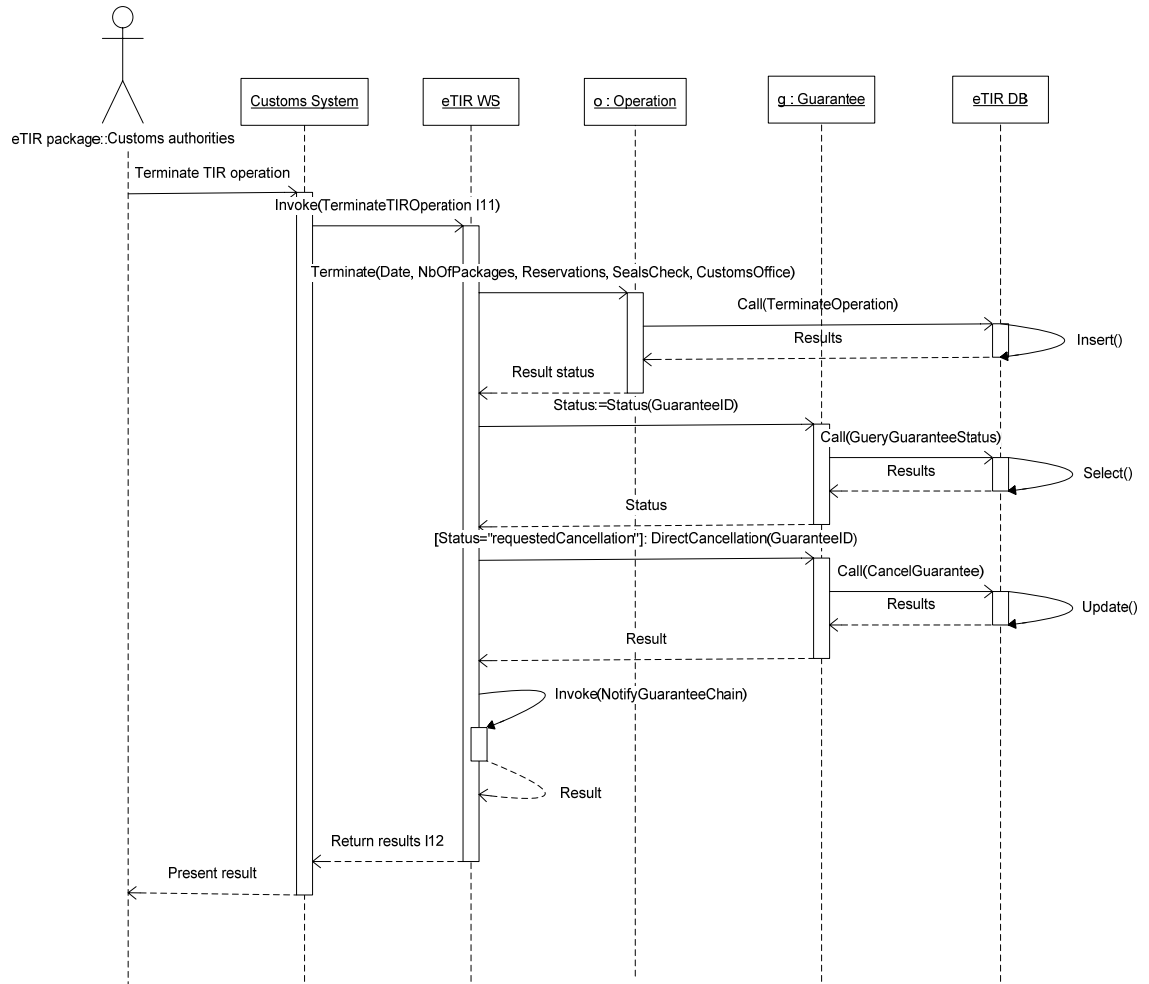 Customs System
eTIR WS
o : Operation
g : Guarantee
eTIR DB
eTIR package::Customs authorities
Terminate TIR operation
Invoke(TerminateTIROperation I11)
Terminate(Date, NbOfPackages, Reservations, SealsCheck, CustomsOffice)
Call(TerminateOperation)
Results
Insert()
Result status
Status:=Status(GuaranteeID)
Call(GueryGuaranteeStatus)
Results
Select()
Status
[Status="requestedCancellation"]: DirectCancellation(GuaranteeID)
Call(CancelGuarantee)
Results
Update()
Result
Invoke(NotifyGuaranteeChain)
Result
Return results I12
Present result